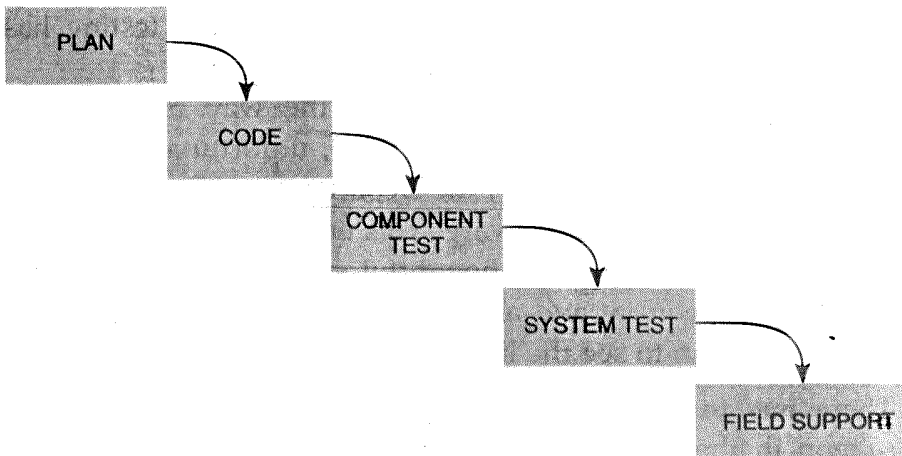 PLAN
CODE
COMPONENT
TEST
SYSTEM TEST
FIELD SUPPORT